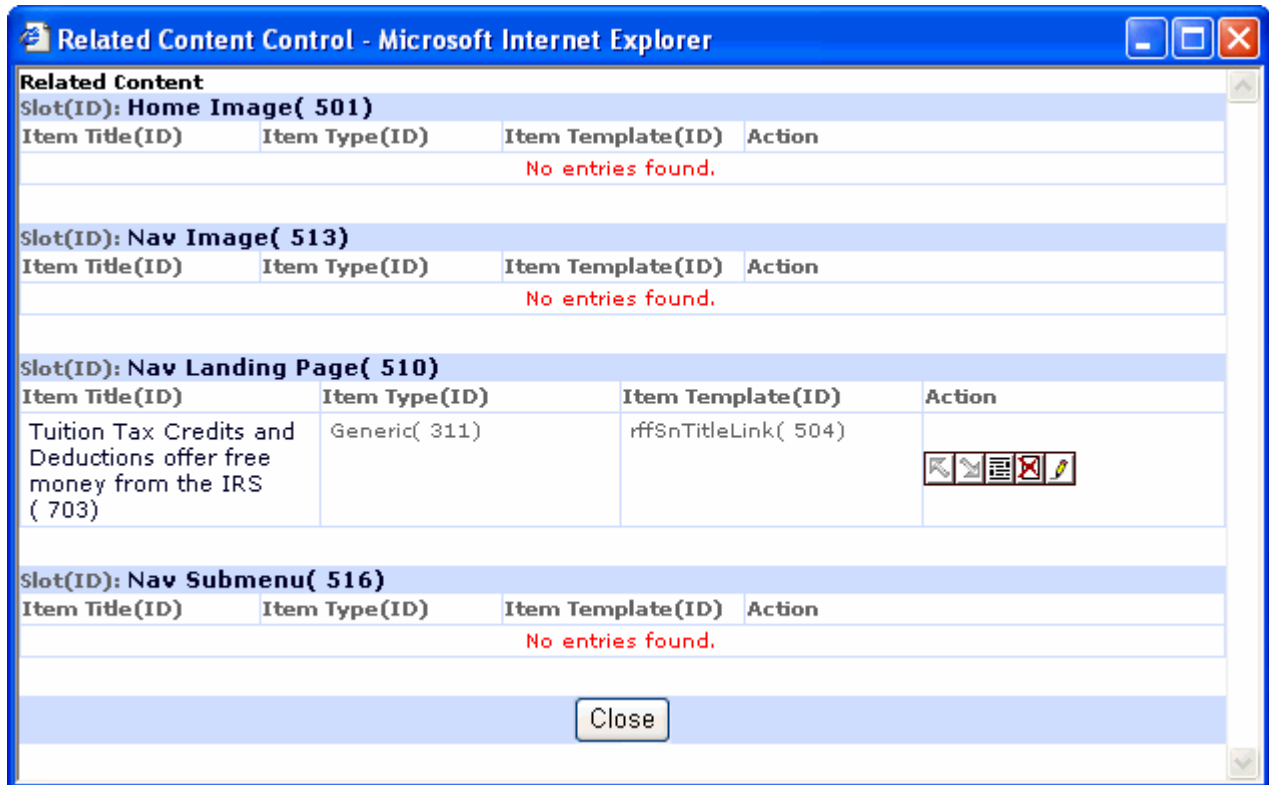 Related Content Control - Microsoft Internet Explorer
Related Content
Slot(ID): Home Image( 501)
Item Title(ID) Item Type(ID) Item Template(ID) Action
No entries found.
Slot(ID): Nav Image( 513)
Item Title(ID) Item Type(ID) Item Template(ID) Action
No entries found.
Slot(ID): Nav Landing Page( 510)
Item Title(ID) Item Type(ID) Item Template(ID) Action
Tuition Tax Credits and Generic( 311) rffSnTitleLink( 504)
Deductions offer free
money from the IRS
( 703)
Slot(ID): Nav Submenu( 516)
Item Title(ID) Item Type(ID) Item Template(ID) Action
No entries found.
Close